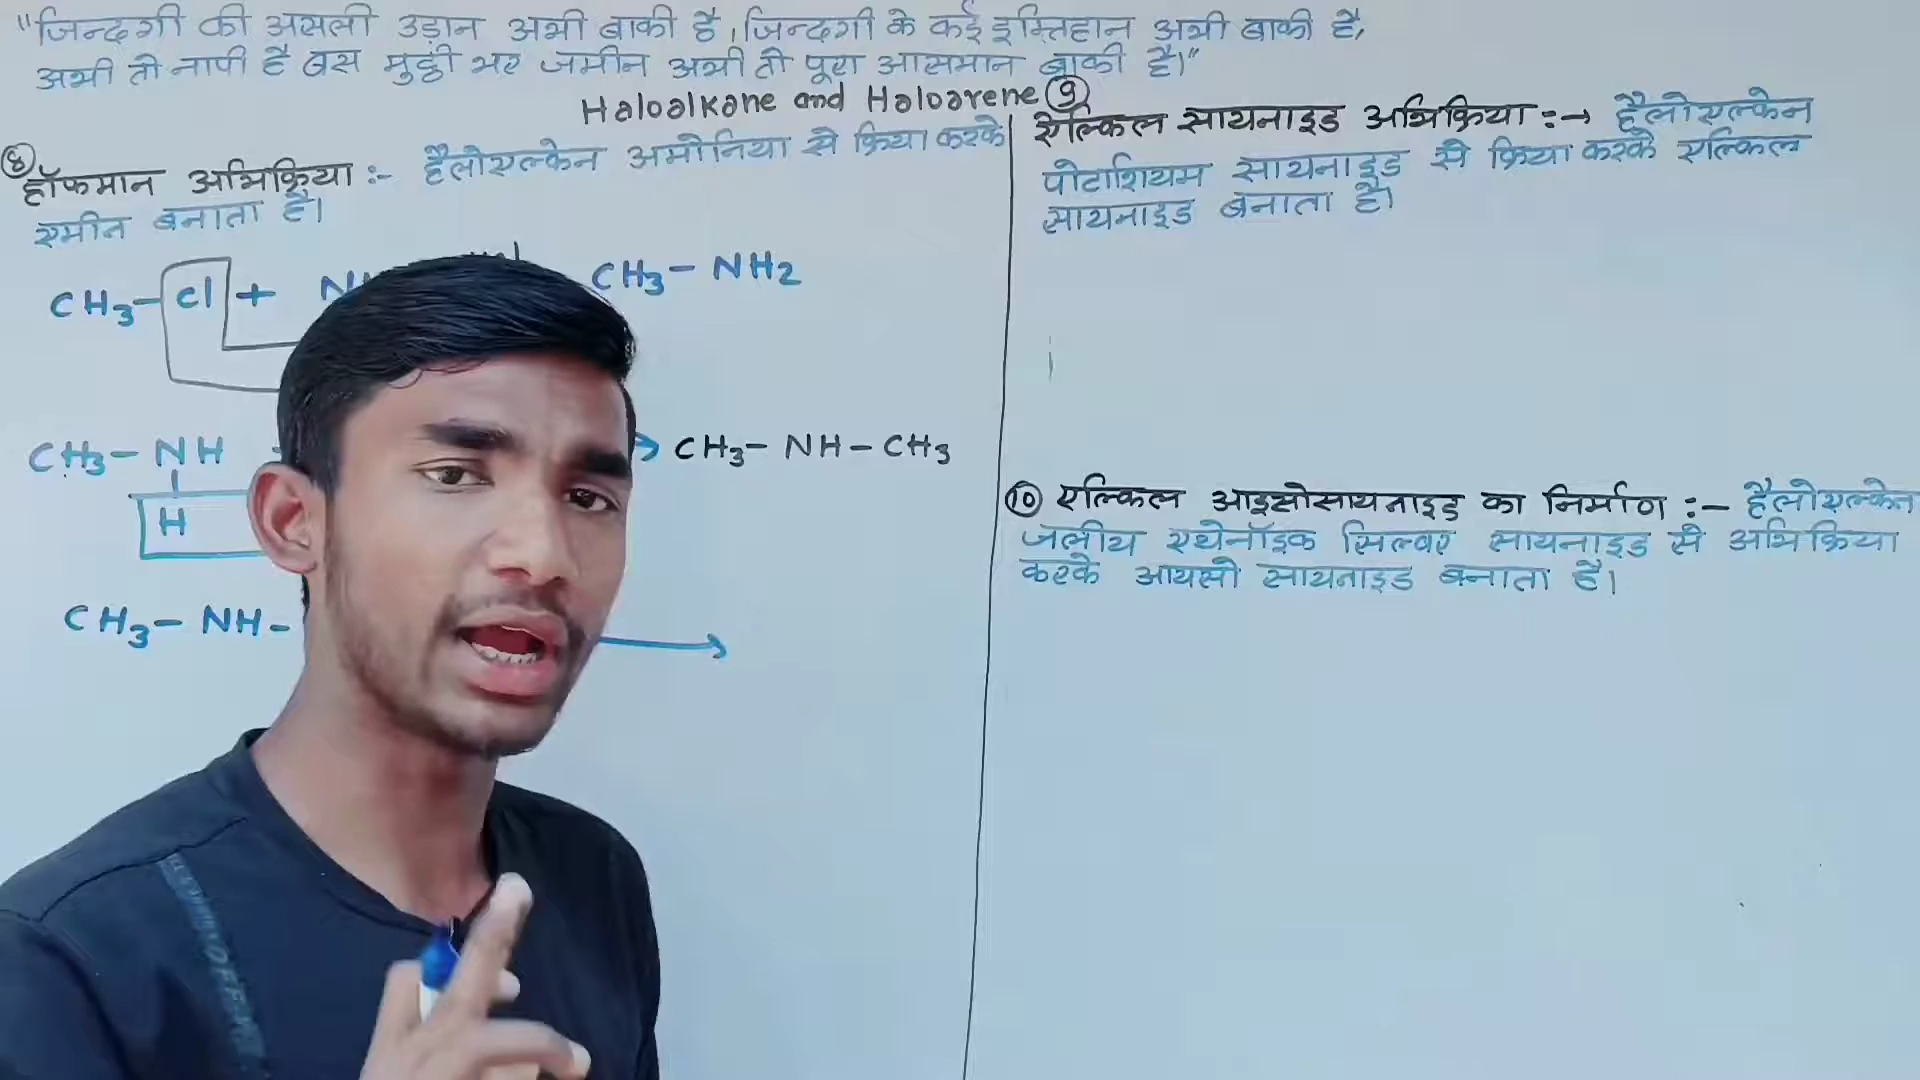 "जिन्दगी की असली उड़ान अभी बाकी है, जिन्दगी के कई इम्तिहान अभी बाकी है,
अभी तो नापी है बस मुठ्ठी भर जमीन अभी तो पूरा आसमान बाकी है।"
Haloalkane and Haloarene
⑧ हॉफमान अभिक्रिया :- हैलोएल्केन अमोनिया से क्रिया करके
एमीन बनाता है।
CH3-Cl +
CH3-NH2
CH3-NH
CH3-NH-CH3
H
CH3-NH-
⑨ ऐल्किल सायनाइड अभिक्रिया :→ हैलोएल्केन
पोटाशियम सायनाइड से क्रिया करके एल्किल
सायनाइड बनाता है।
⑩ एल्किल आइसोसायनाइड का निर्माण :- हैलोएल्केन
जलीय एथेनॉइक सिल्वर सायनाइड से अभिक्रिया
करके आयसो सायनाइड बनाता है।